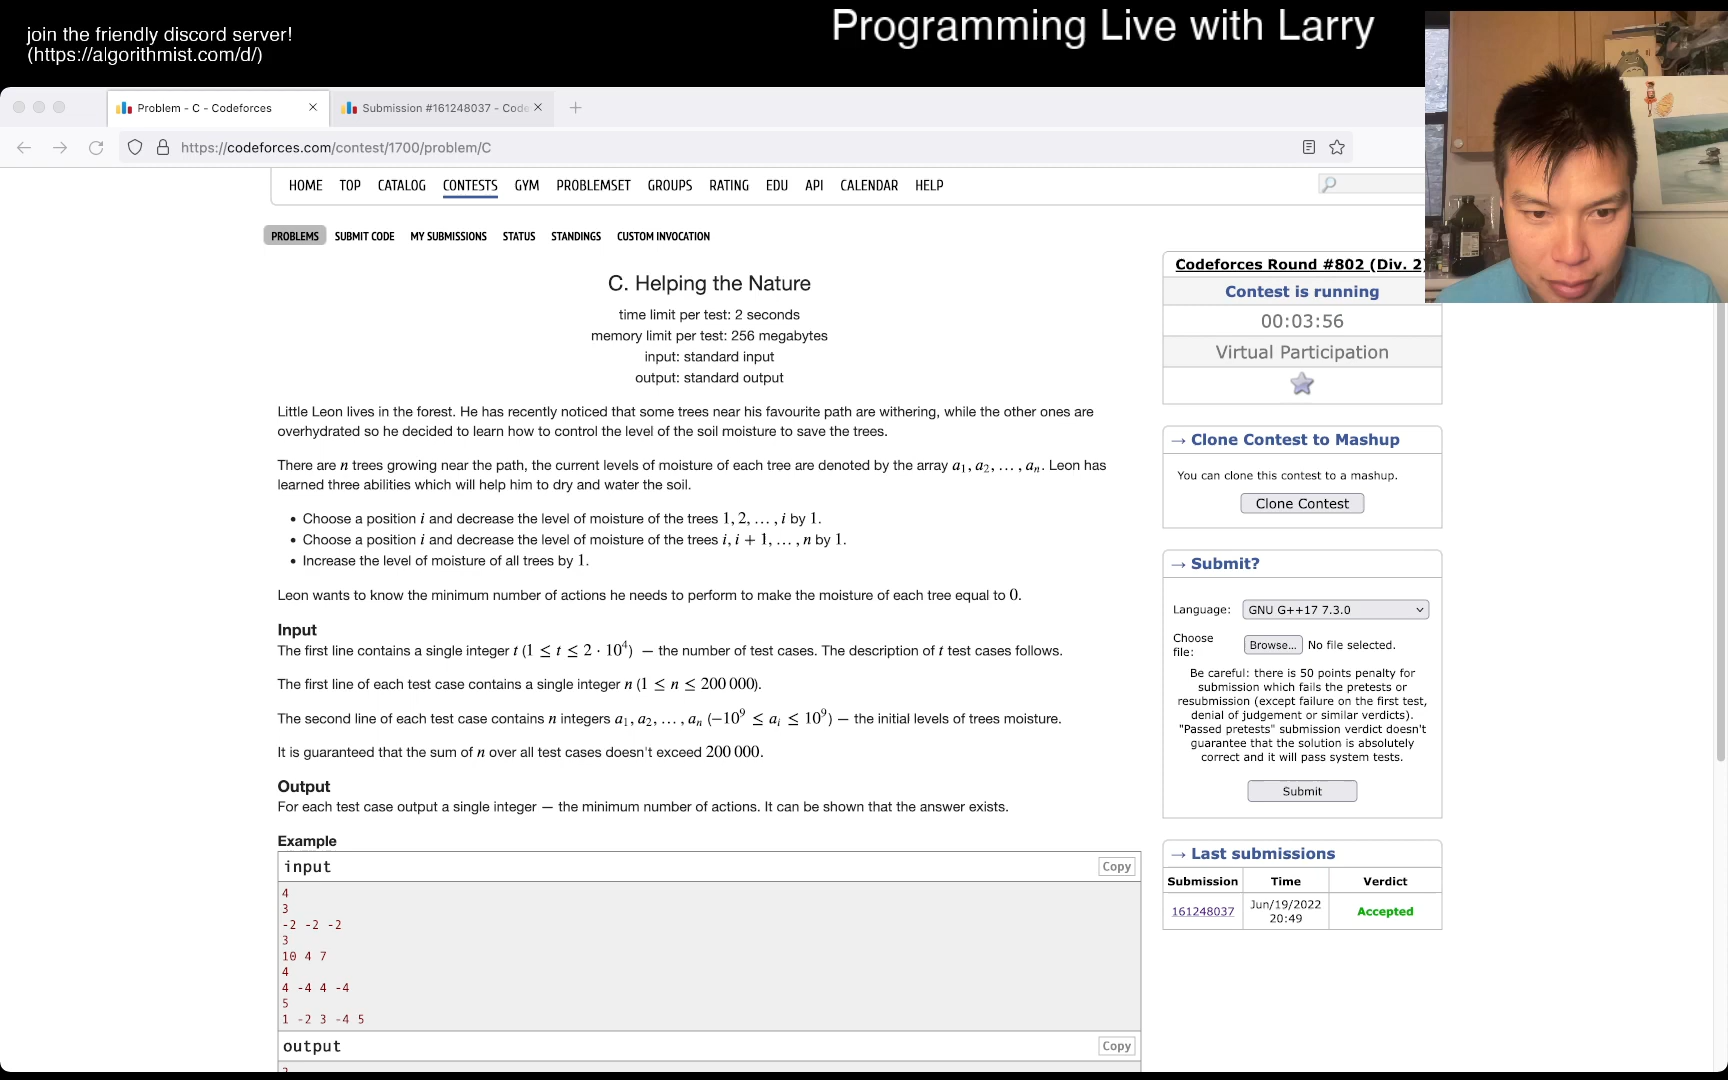 join the friendly discord server!
(https://algorithmist.com/d/)
Programming Live with Larry
Problem - C - Codeforces
Submission #161248037 - Code
https://codeforces.com/contest/1700/problem/C
HOME TOP CATALOG CONTESTS GYM PROBLEMSET GROUPS RATING EDU API CALENDAR HELP
PROBLEMS SUBMIT CODE MY SUBMISSIONS STATUS STANDINGS CUSTOM INVOCATION
C. Helping the Nature
time limit per test: 2 seconds
memory limit per test: 256 megabytes
input: standard input
output: standard output
Little Leon lives in the forest. He has recently noticed that some trees near his favourite path are withering, while the other ones are
overhydrated so he decided to learn how to control the level of the soil moisture to save the trees.
There are n trees growing near the path, the current levels of moisture of each tree are denoted by the array a₁, a₂, … , aₙ. Leon has
learned three abilities which will help him to dry and water the soil.
• Choose a position i and decrease the level of moisture of the trees 1, 2, … , i by 1.
• Choose a position i and decrease the level of moisture of the trees i, i + 1, … , n by 1.
• Increase the level of moisture of all trees by 1.
Leon wants to know the minimum number of actions he needs to perform to make the moisture of each tree equal to 0.
Input
The first line contains a single integer t (1 ≤ t ≤ 2 · 10⁴) — the number of test cases. The description of t test cases follows.
The first line of each test case contains a single integer n (1 ≤ n ≤ 200 000).
The second line of each test case contains n integers a₁, a₂, … , aₙ (−10⁹ ≤ aᵢ ≤ 10⁹) — the initial levels of trees moisture.
It is guaranteed that the sum of n over all test cases doesn't exceed 200 000.
Output
For each test case output a single integer — the minimum number of actions. It can be shown that the answer exists.
Example
input Copy
4
3
-2 -2 -2
3
10 4 7
4
4 -4 4 -4
5
1 -2 3 -4 5
output Copy
Codeforces Round #802 (Div. 2)
Contest is running
00:03:56
Virtual Participation
→ Clone Contest to Mashup
You can clone this contest to a mashup.
Clone Contest
→ Submit?
Language: GNU G++17 7.3.0
Choose
file: Browse... No file selected.
Be careful: there is 50 points penalty for
submission which fails the pretests or
resubmission (except failure on the first test,
denial of judgement or similar verdicts).
"Passed pretests" submission verdict doesn't
guarantee that the solution is absolutely
correct and it will pass system tests.
Submit
→ Last submissions
Submission Time Verdict
161248037 Jun/19/2022 Accepted
20:49